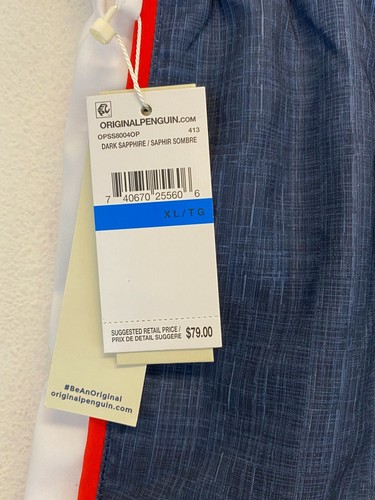 ORIGINALPENGUIN.COM
OPSS8004OP 413
DARK SAPPHIRE / SAPHIR SOMBRE
7 40670 25560 6
XL/TG
SUGGESTED RETAIL PRICE/
PRIX DE DETAIL SUGGERE $79.00
#BeAnOriginal
originalpenguin.com